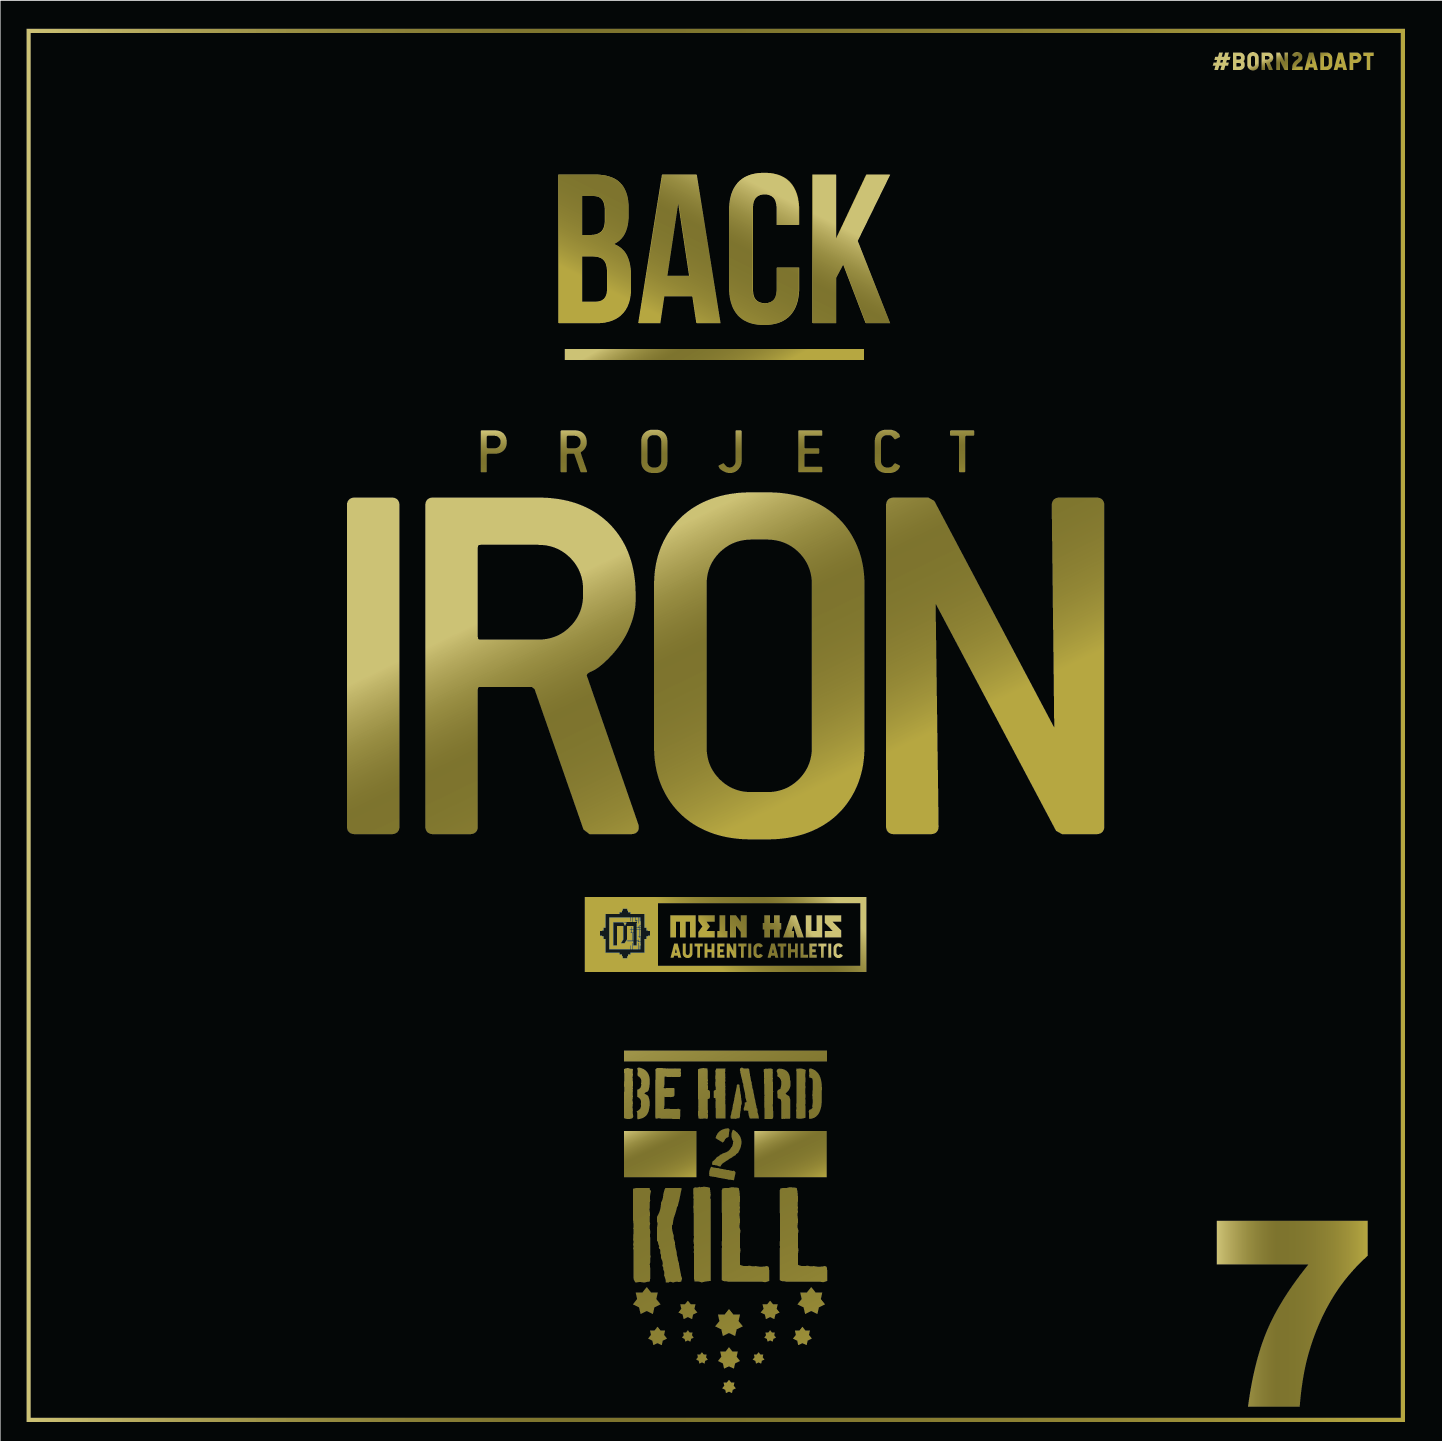 #BORN2ADAPT
BACK
PROJECT
IRON
MEIN HAUS
AUTHENTIC ATHLETIC
BE HARD
2
KILL
7